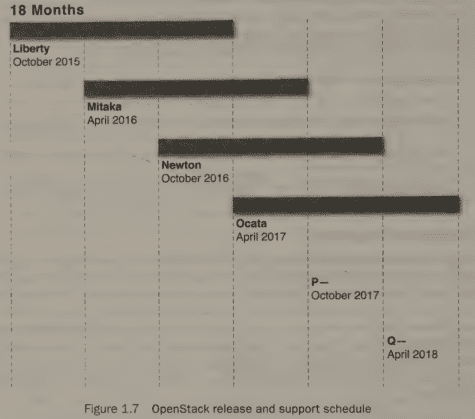 18 Months
Liberty
October 2015
Mitaka
April 2016
Newton
October 2016
Ocata
April 2017
P—
October 2017
Q—
April 2018
Figure 1.7 OpenStack release and support schedule